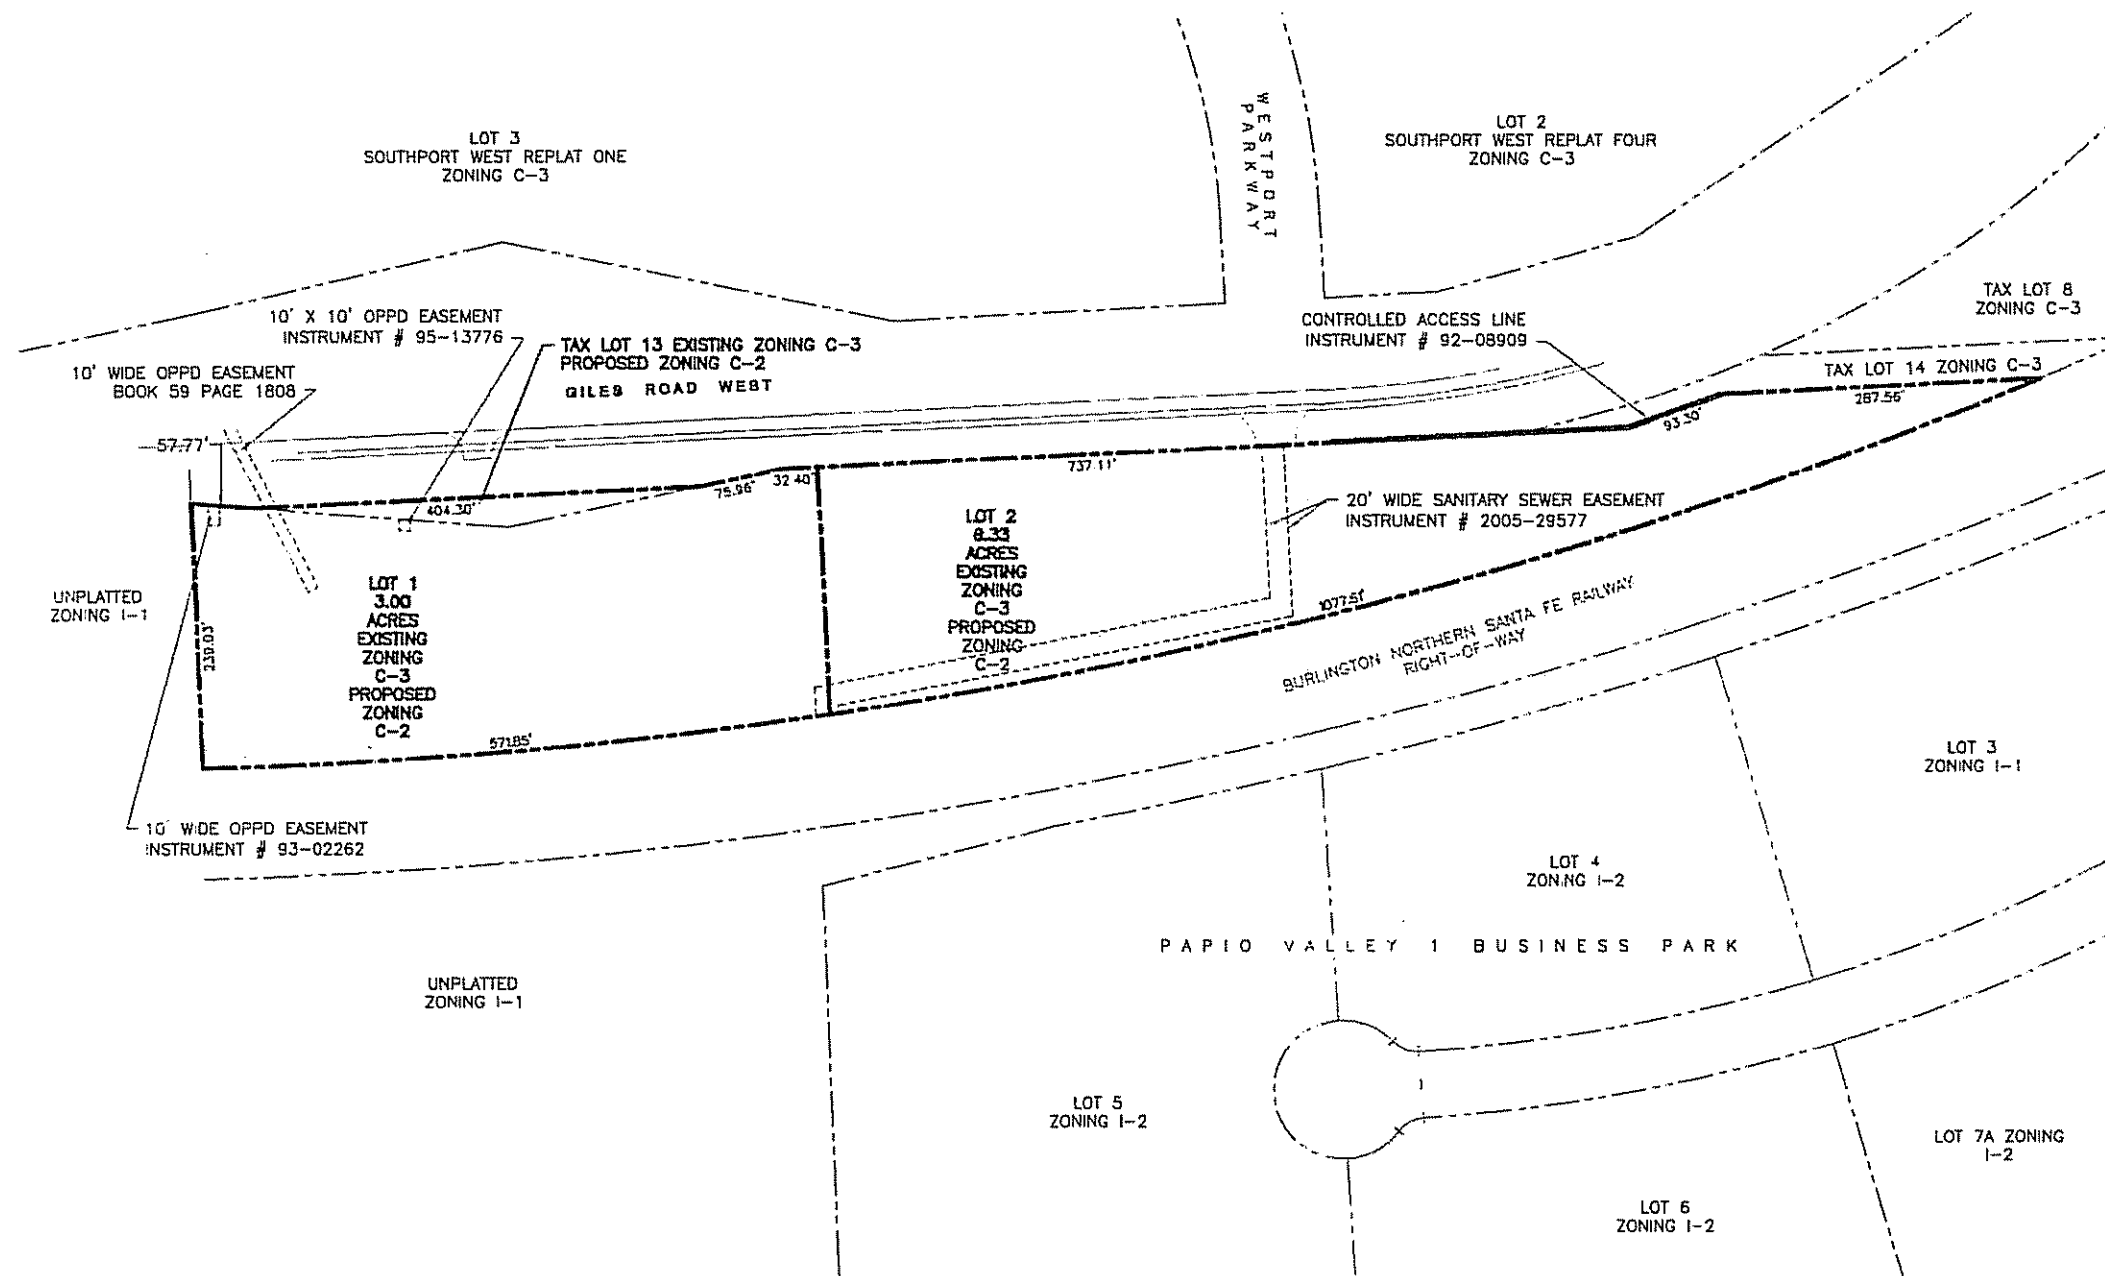 LOT 3
SOUTHPORT WEST REPLAT ONE
ZONING C-3
WESTPORT
PARKWAY
LOT 2
SOUTHPORT WEST REPLAT FOUR
ZONING C-3
TAX LOT 8
ZONING C-3
10' X 10' OPPD EASEMENT
INSTRUMENT # 95-13776
TAX LOT 13 EXISTING ZONING C-3
PROPOSED ZONING C-2
GILES ROAD WEST
CONTROLLED ACCESS LINE
INSTRUMENT # 92-08909
10' WIDE OPPD EASEMENT
BOOK 59 PAGE 1808
TAX LOT 14 ZONING C-3
287.56'
93.30'
57.77'
404.30'
75.96'
32.40'
737.11'
20' WIDE SANITARY SEWER EASEMENT
INSTRUMENT # 2005-29577
UNPLATTED
ZONING I-1
239.03'
LOT 1
3.00
ACRES
EXISTING
ZONING
C-3
PROPOSED
ZONING
C-2
LOT 2
6.33
ACRES
EXISTING
ZONING
C-3
PROPOSED
ZONING
C-2
1077.51'
571.85'
BURLINGTON NORTHERN SANTA FE RAILWAY
RIGHT-OF-WAY
10' WIDE OPPD EASEMENT
INSTRUMENT # 93-02262
LOT 3
ZONING I-1
LOT 4
ZONING I-2
PAPIO VALLEY 1 BUSINESS PARK
UNPLATTED
ZONING I-1
LOT 5
ZONING I-2
LOT 7A ZONING
I-2
LOT 6
ZONING I-2